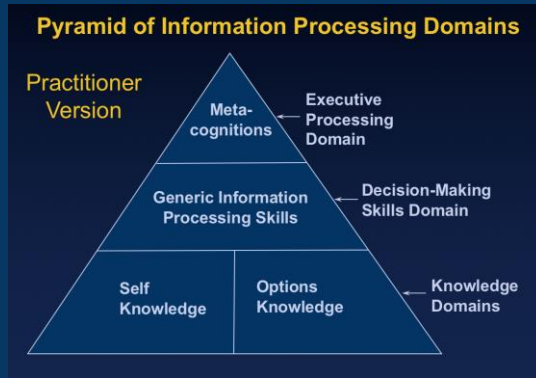 Pyramid of Information Processing Domains
Practitioner
Version
Meta-
cognitions
Executive
Processing
Domain
Generic Information
Processing Skills
Decision-Making
Skills Domain
Self
Knowledge
Options
Knowledge
Knowledge
Domains